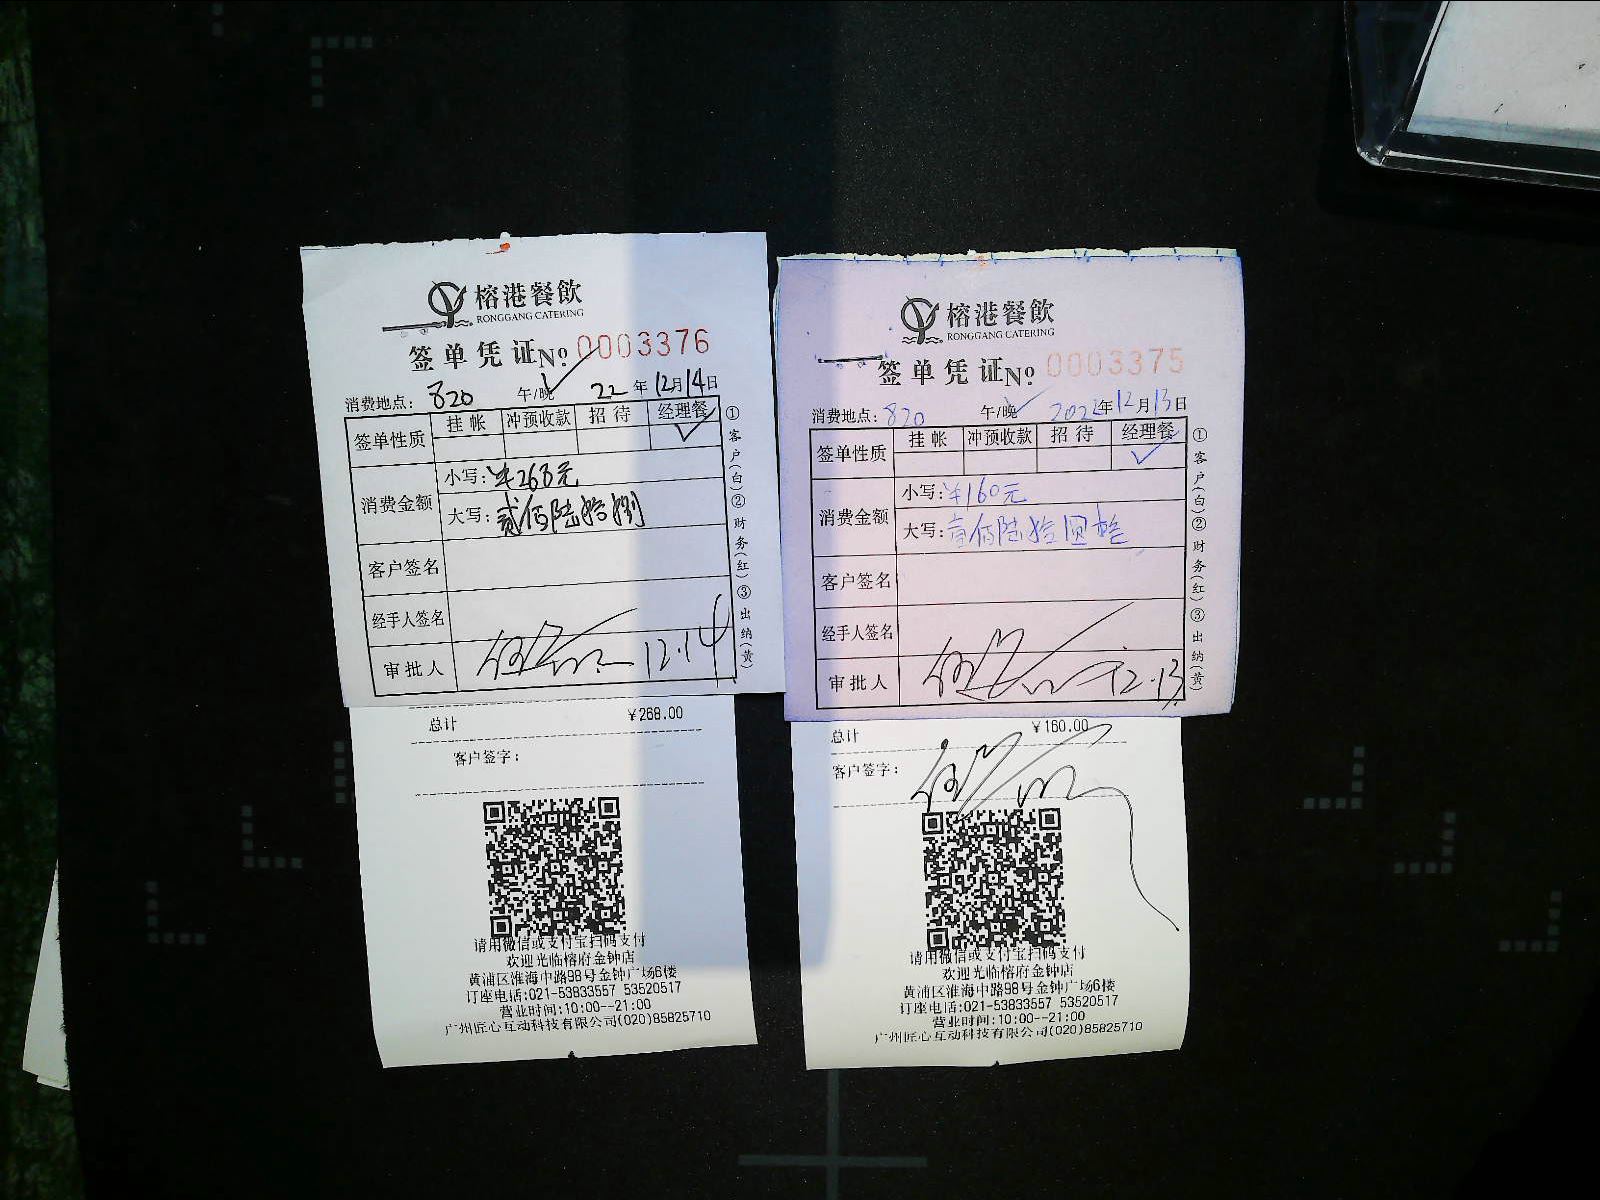 榕港餐飲
RONGGANG CATERING
签单凭证№ 0003376
消费地点: 820 午/晚 22年12月14日
签单性质 挂帐 冲预收款 招待 经理餐
消费金额 小写: ¥268元
大写: 贰佰陆拾捌
客户签名
经手人签名
审批人 12.14
①客户(白)②财务(红)③出纳(黄)
总计 ¥268.00
客户签字:
请用微信或支付宝扫码支付
欢迎光临榕府金钟店
黄浦区淮海中路98号金钟广场6楼
订座电话:021-53833557 53520517
营业时间:10:00--21:00
广州匠心互动科技有限公司(020)85825710
榕港餐飲
RONGGANG CATERING
签单凭证№ 0003375
消费地点: 820 午/晚 2022年12月13日
签单性质 挂帐 冲预收款 招待 经理餐
消费金额 小写: ¥160元
大写: 壹佰陆拾圆整
客户签名
经手人签名
审批人 12.13
①客户(白)②财务(红)③出纳(黄)
总计 ¥160.00
客户签字:
请用微信或支付宝扫码支付
欢迎光临榕府金钟店
黄浦区淮海中路98号金钟广场6楼
订座电话:021-53833557 53520517
营业时间:10:00--21:00
广州匠心互动科技有限公司(020)85825710